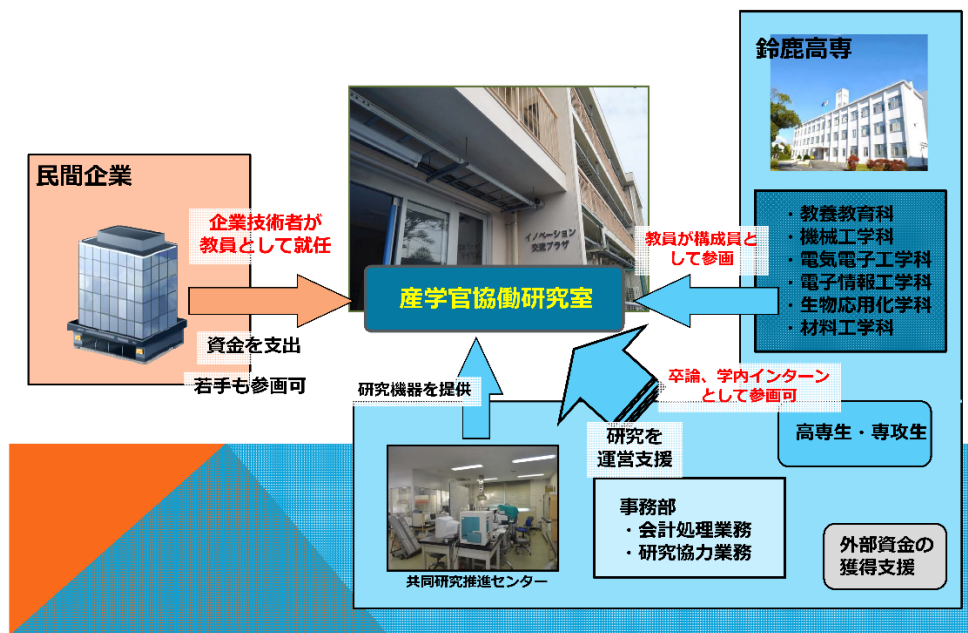 鈴鹿高専
民間企業
企業技術者が
教員として就任
イノベーション
交流プラザ
教員が構成員と
して参画
・教養教育科
・機械工学科
・電気電子工学科
・電子情報工学科
・生物応用化学科
・材料工学科
産学官協働研究室
資金を支出
若手も参画可
研究機器を提供
卒論、学内インターン
として参画可
研究を
運営支援
高専生・専攻生
事務部
・会計処理業務
・研究協力業務
外部資金の
獲得支援
共同研究推進センター